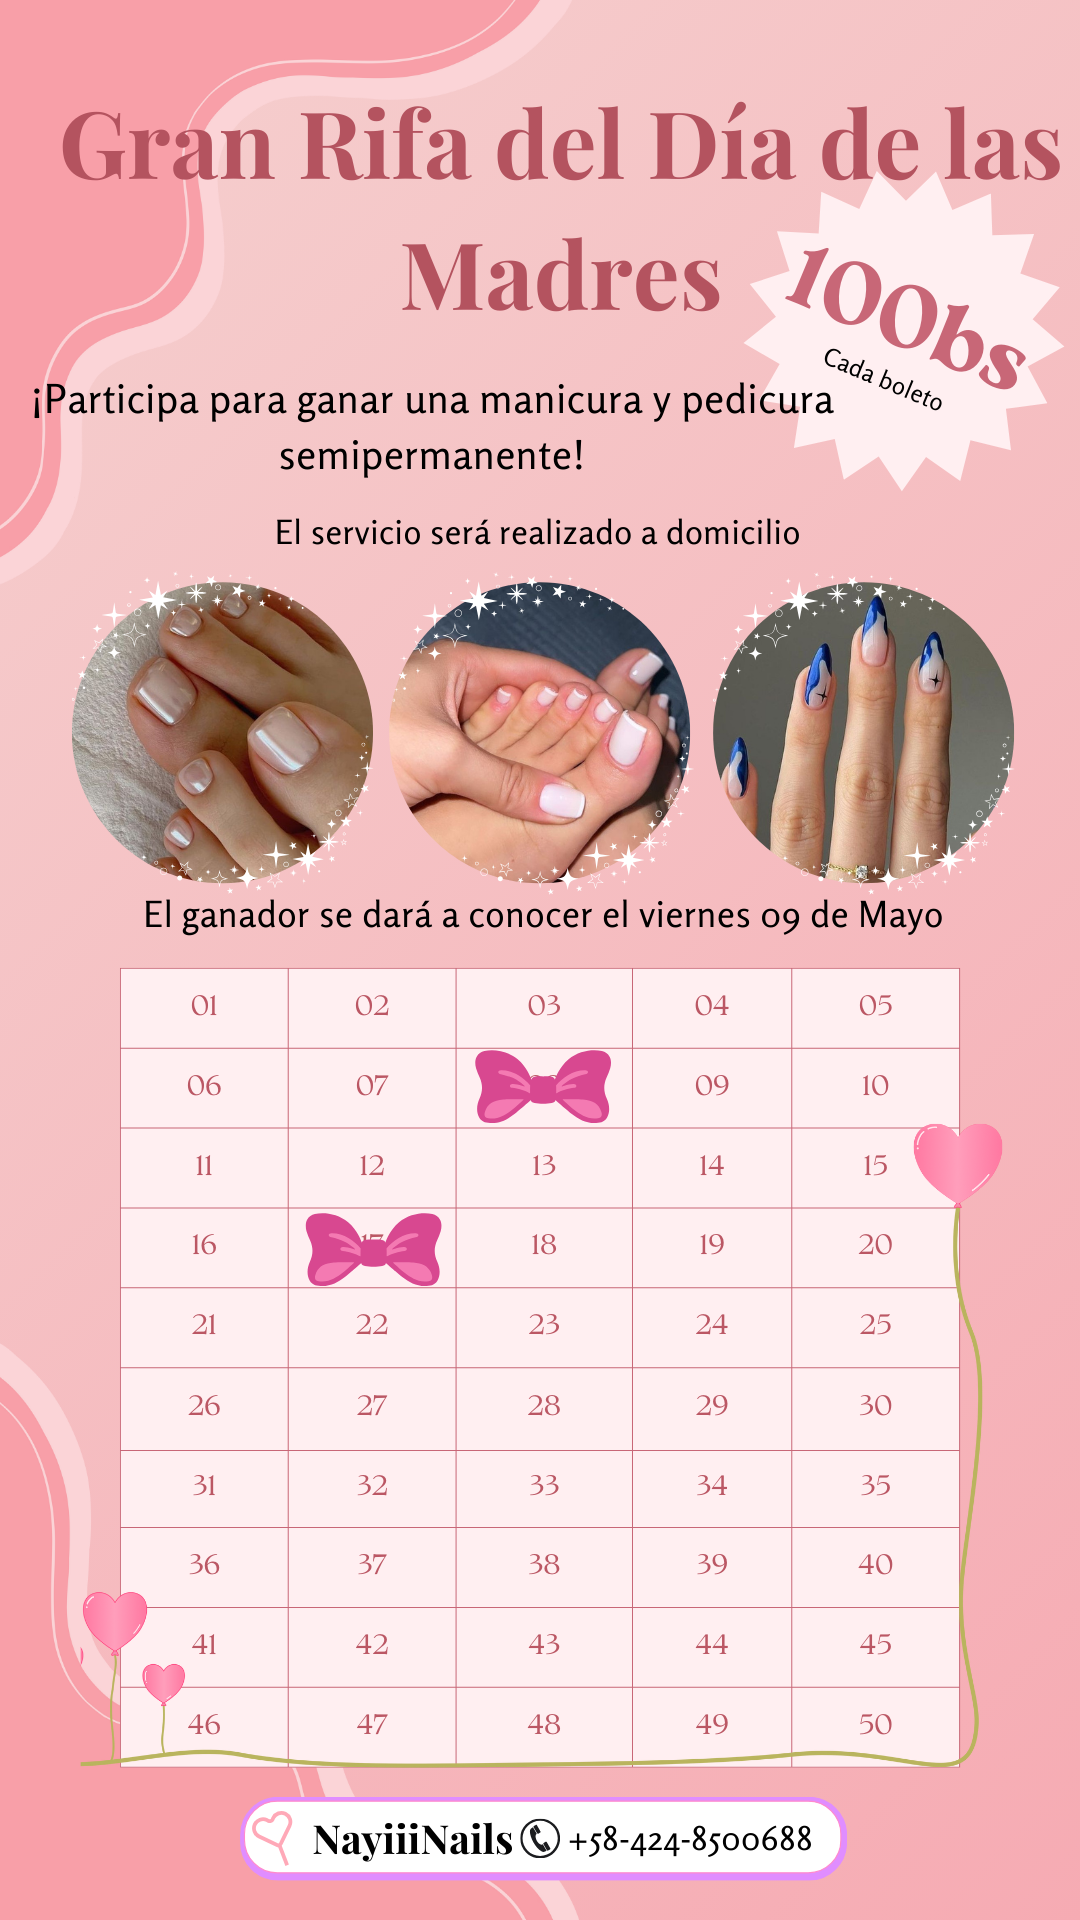 Gran Rifa del Día de las
Madres
100bs
Cada boleto
¡Participa para ganar una manicura y pedicura
semipermanente!
El servicio será realizado a domicilio
El ganador se dará a conocer el viernes 09 de Mayo
01 02 03 04 05
06 07 09 10
11 12 13 14 15
16 17 18 19 20
21 22 23 24 25
26 27 28 29 30
31 32 33 34 35
36 37 38 39 40
41 42 43 44 45
46 47 48 49 50
NayiiiNails +58-424-8500688